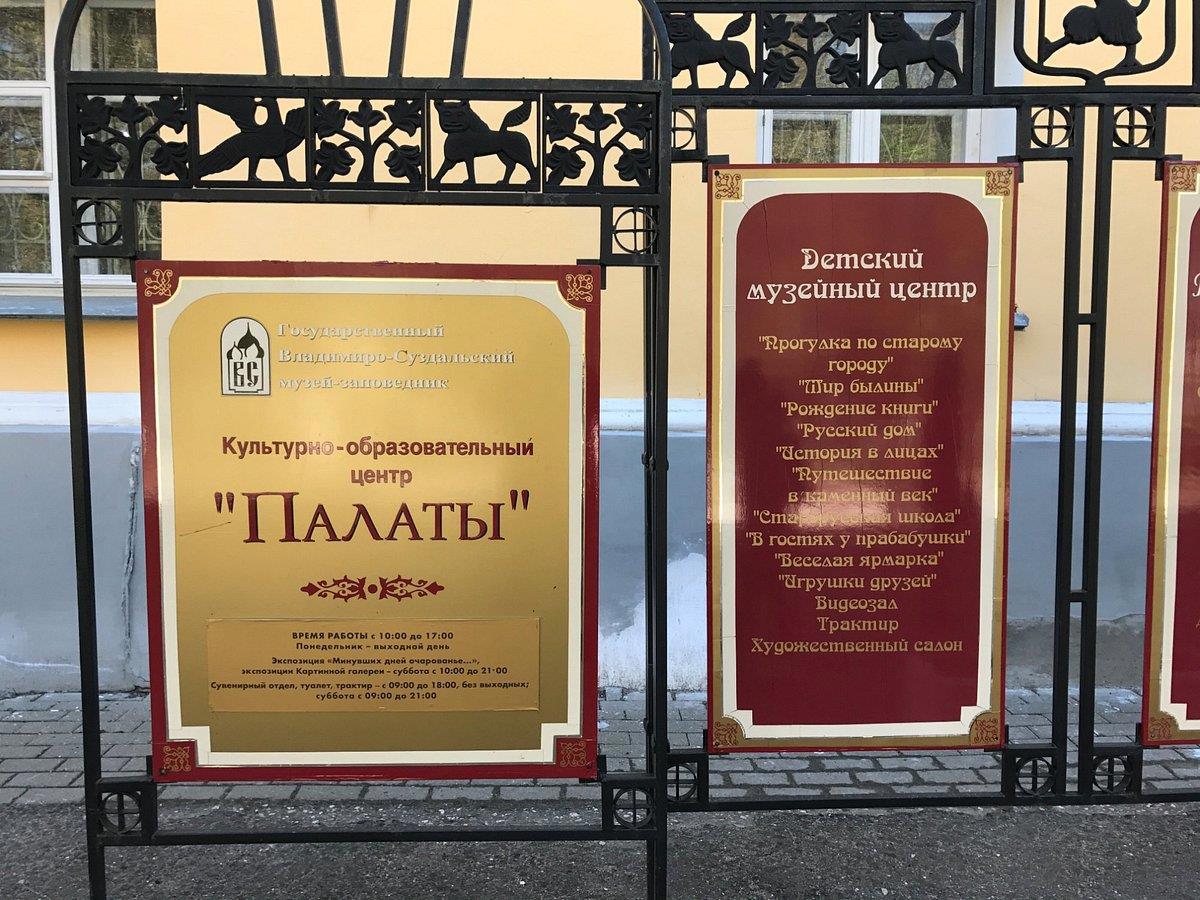 Государственный
Владимиро-Суздальский
музей-заповедник
ВС
Культурно-образовательный
центр
"ПАЛАТЫ"
ВРЕМЯ РАБОТЫ с 10:00 до 17:00
Понедельник – выходной день
Экспозиция «Минувших дней очарованье...»,
экспозиции Картинной галереи – суббота с 10:00 до 21:00
Сувенирный отдел, туалет, трактир – с 09:00 до 18:00, без выходных;
суббота с 09:00 до 21:00
Детский
музейный центр
"Прогулка по старому
городу"
"Мир былины"
"Рождение книги"
"Русский дом"
"История в лицах"
"Путешествие
в каменный век"
"Старорусская школа"
"В гостях у прабабушки"
"Веселая ярмарка"
"Игрушки друзей"
Видеозал
Трактир
Художественный салон